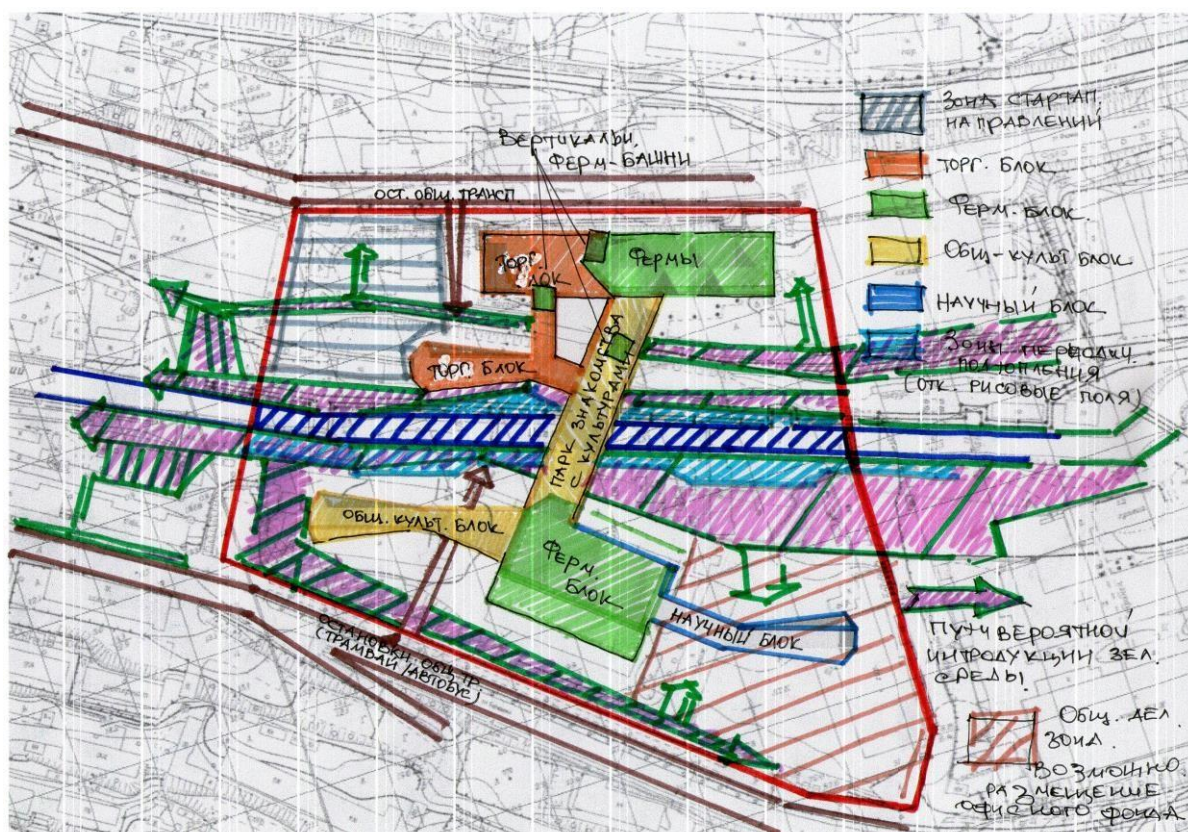 Вертикали,
ферм-башни
ост. общ. трансп.
торг.
блок
Фермы
торг. блок
парк знакомства
с культурами
общ. культ. блок
Ферм.
блок
научный блок
остановки общ. тр.
(трамвай/автобус)
Зона стартап,
направлений
торг. блок
Ферм. блок.
Общ-культ блок
Научный блок
Зоны
подтопления
(отк. рисовые поля)
Пути вероятной
интродукции зел.
среды.
Общ. дел.
зона.
возможно
размещение
офисного фонда